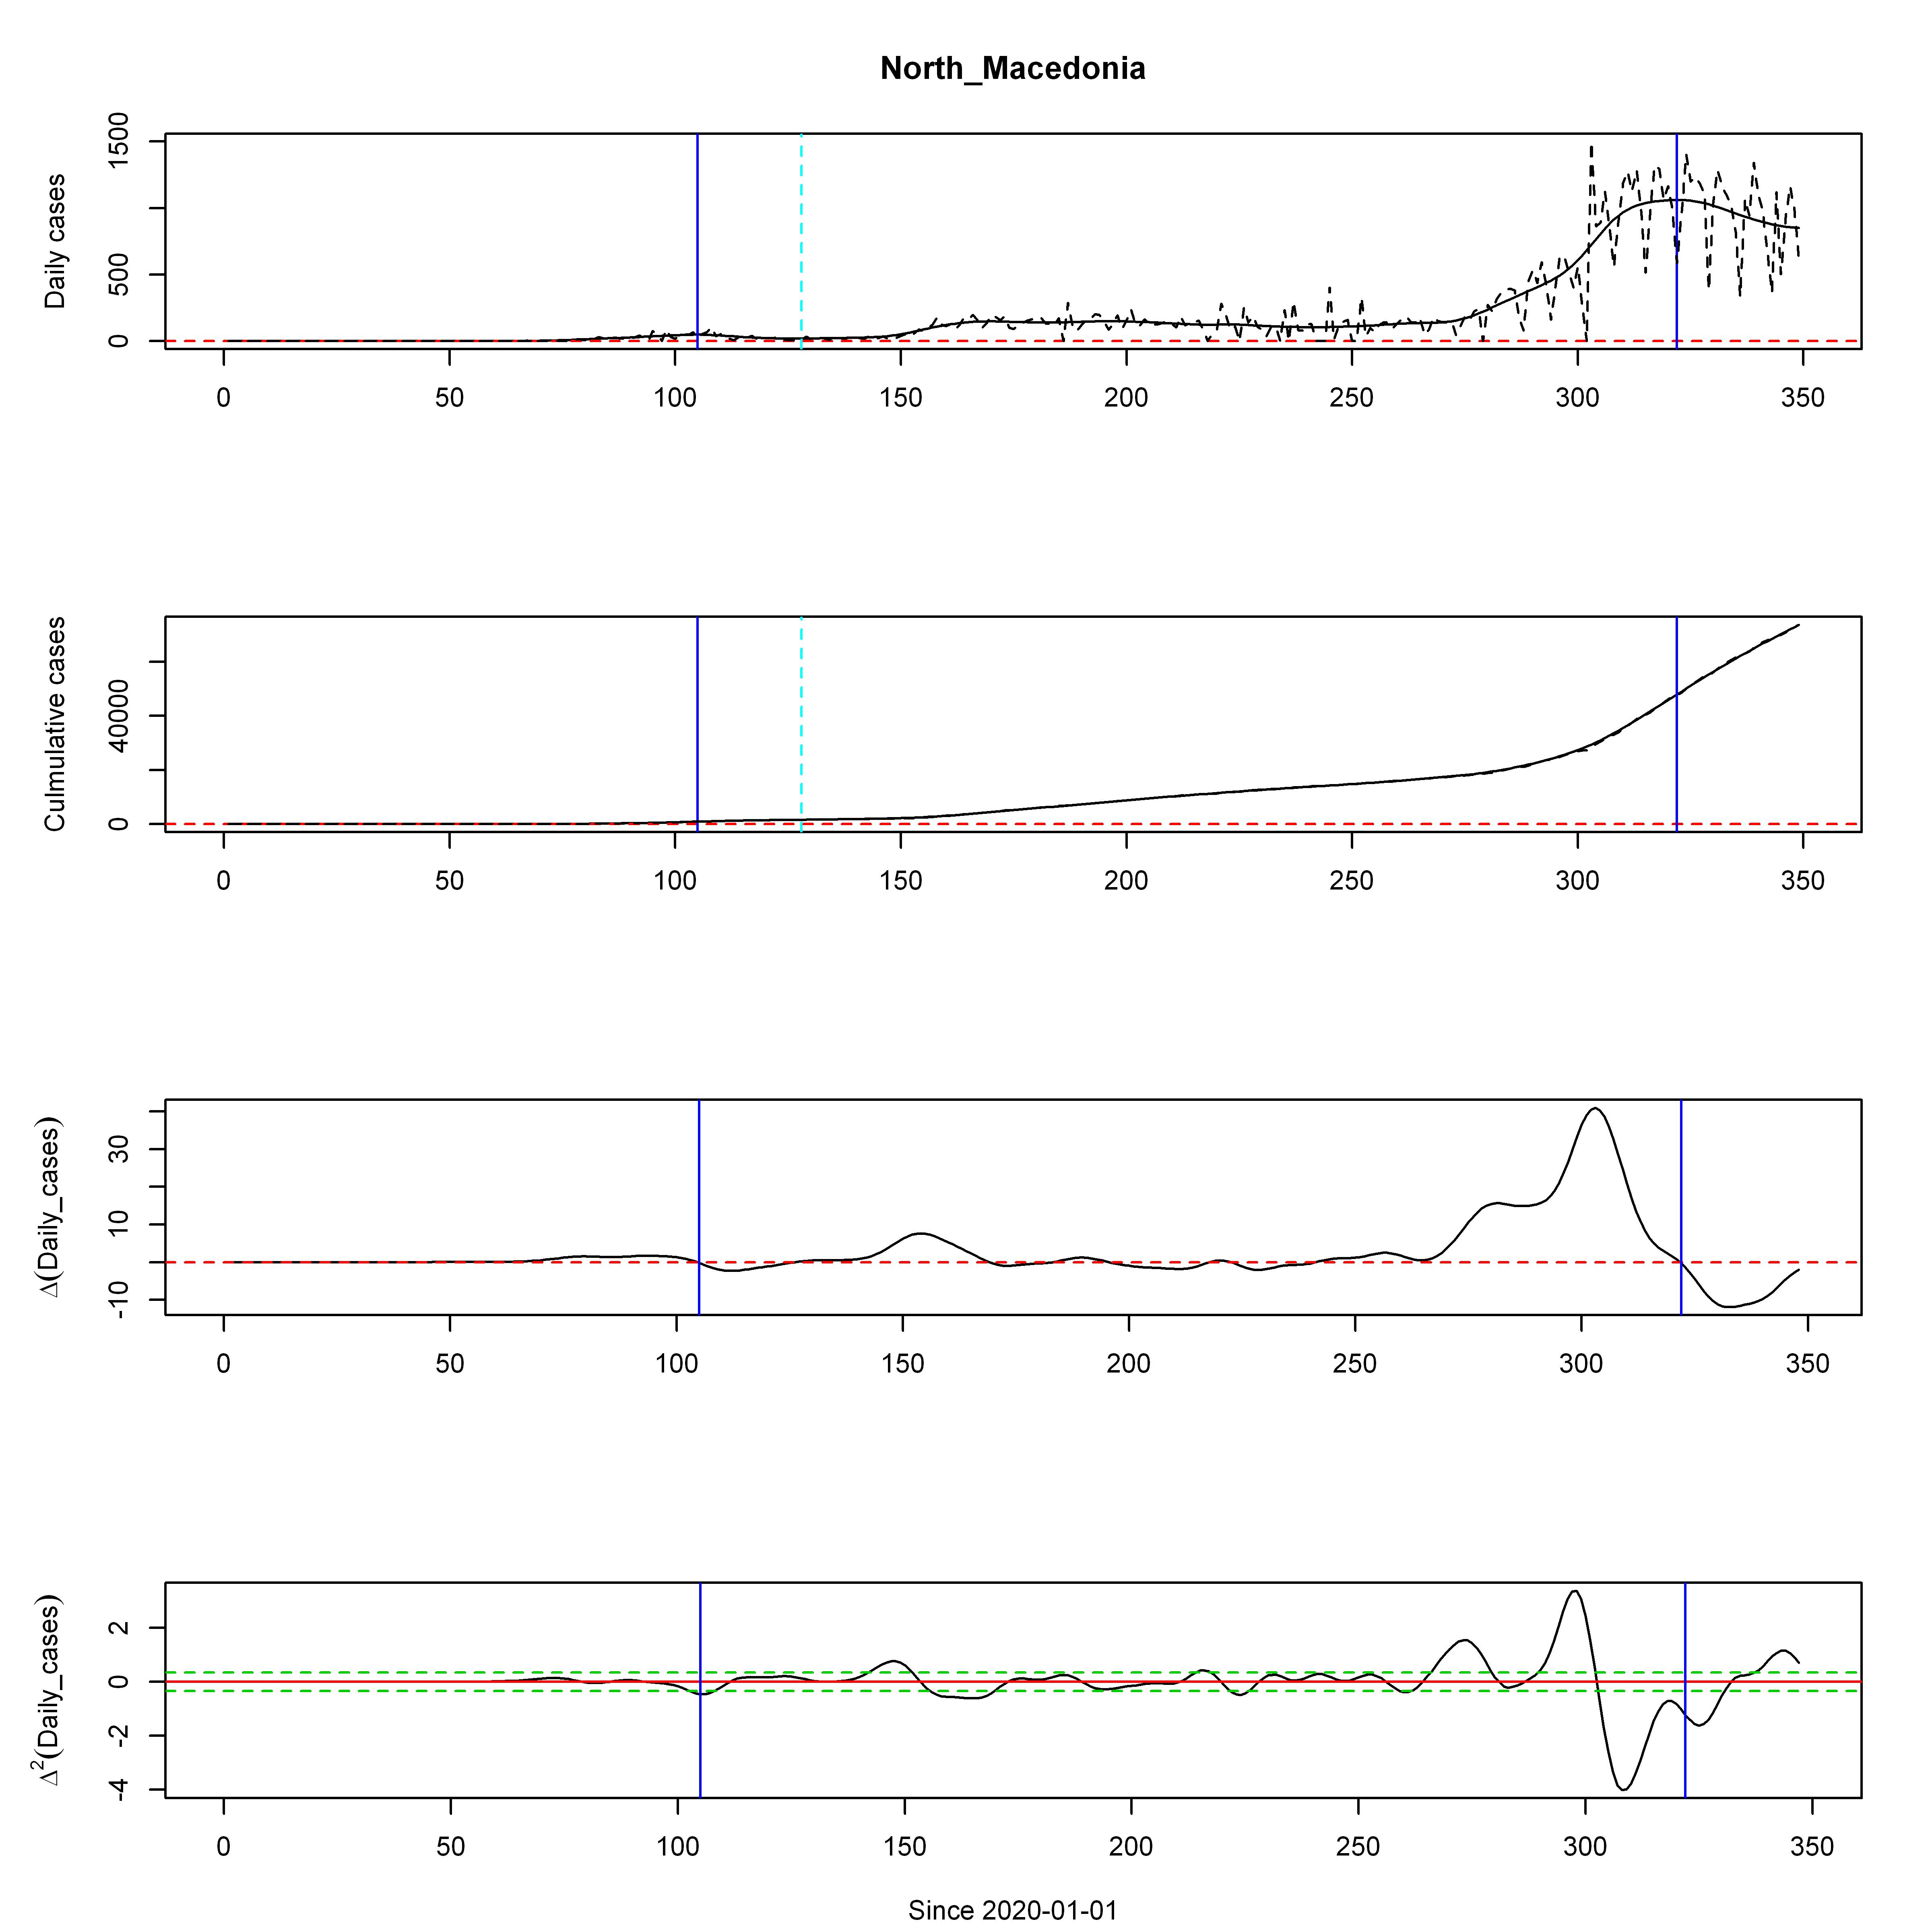 North_Macedonia
Daily cases
0 500 1500
0 50 100 150 200 250 300 350
Culmulative cases
0 40000
0 50 100 150 200 250 300 350
Δ(Daily_cases)
-10 10 30
0 50 100 150 200 250 300 350
Δ²(Daily_cases)
-4 -2 0 2
0 50 100 150 200 250 300 350
Since 2020-01-01